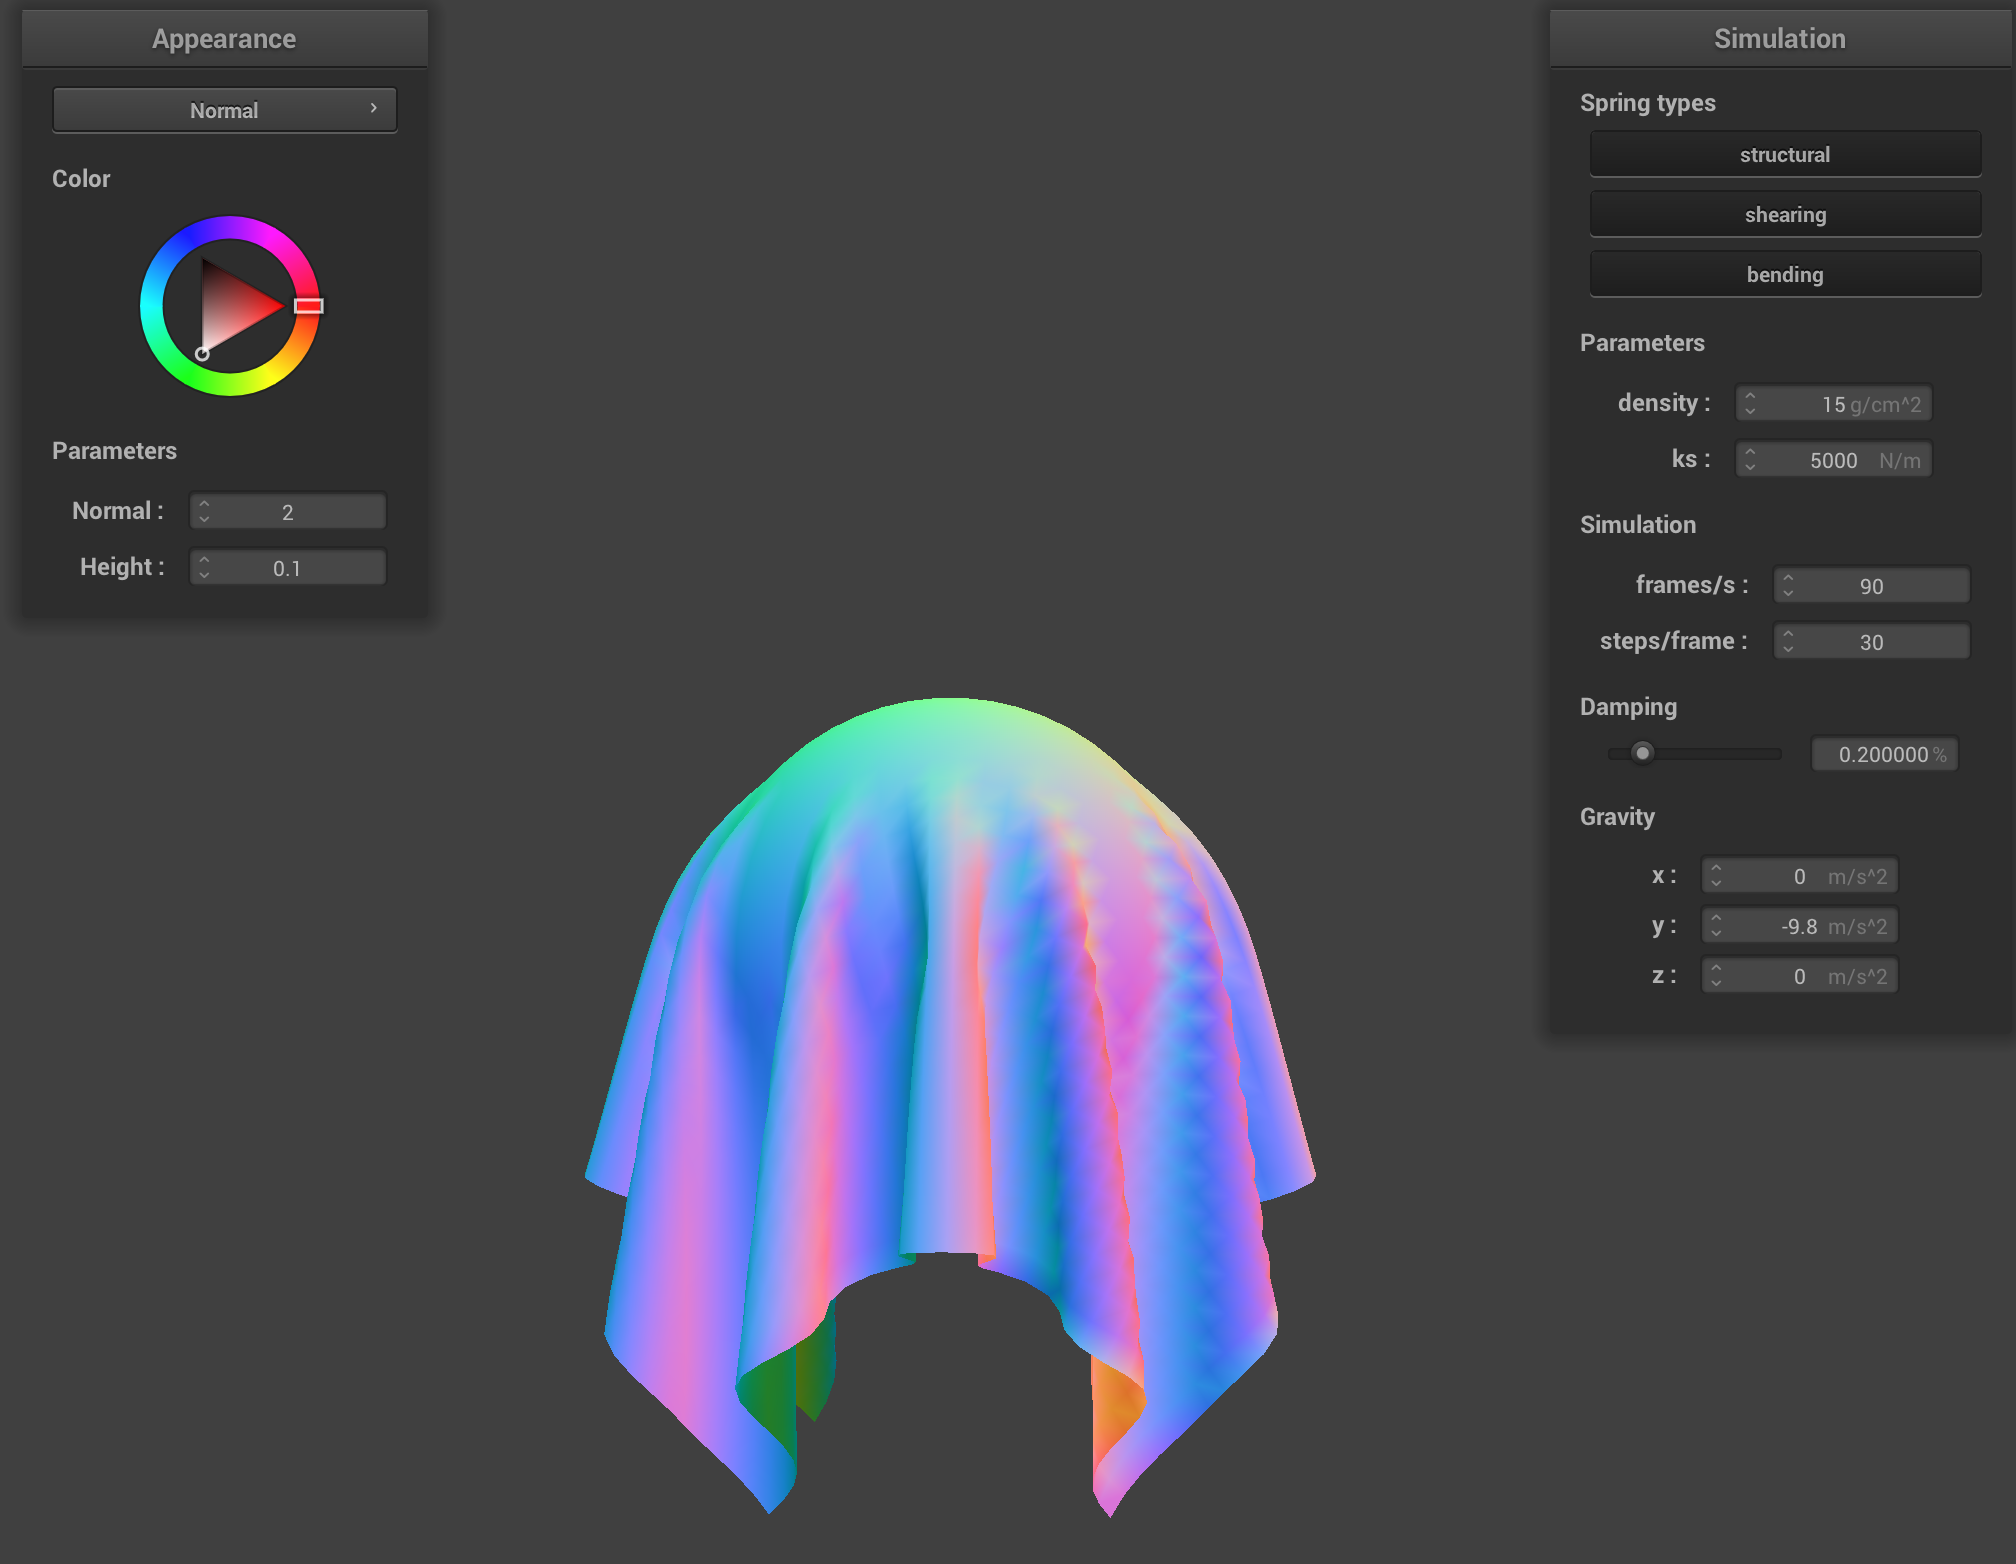 Appearance
Normal
Color
Parameters
Normal : 2
Height : 0.1
Simulation
Spring types
structural
shearing
bending
Parameters
density : 15 g/cm^2
ks : 5000 N/m
Simulation
frames/s : 90
steps/frame : 30
Damping
0.200000 %
Gravity
x : 0 m/s^2
y : -9.8 m/s^2
z : 0 m/s^2